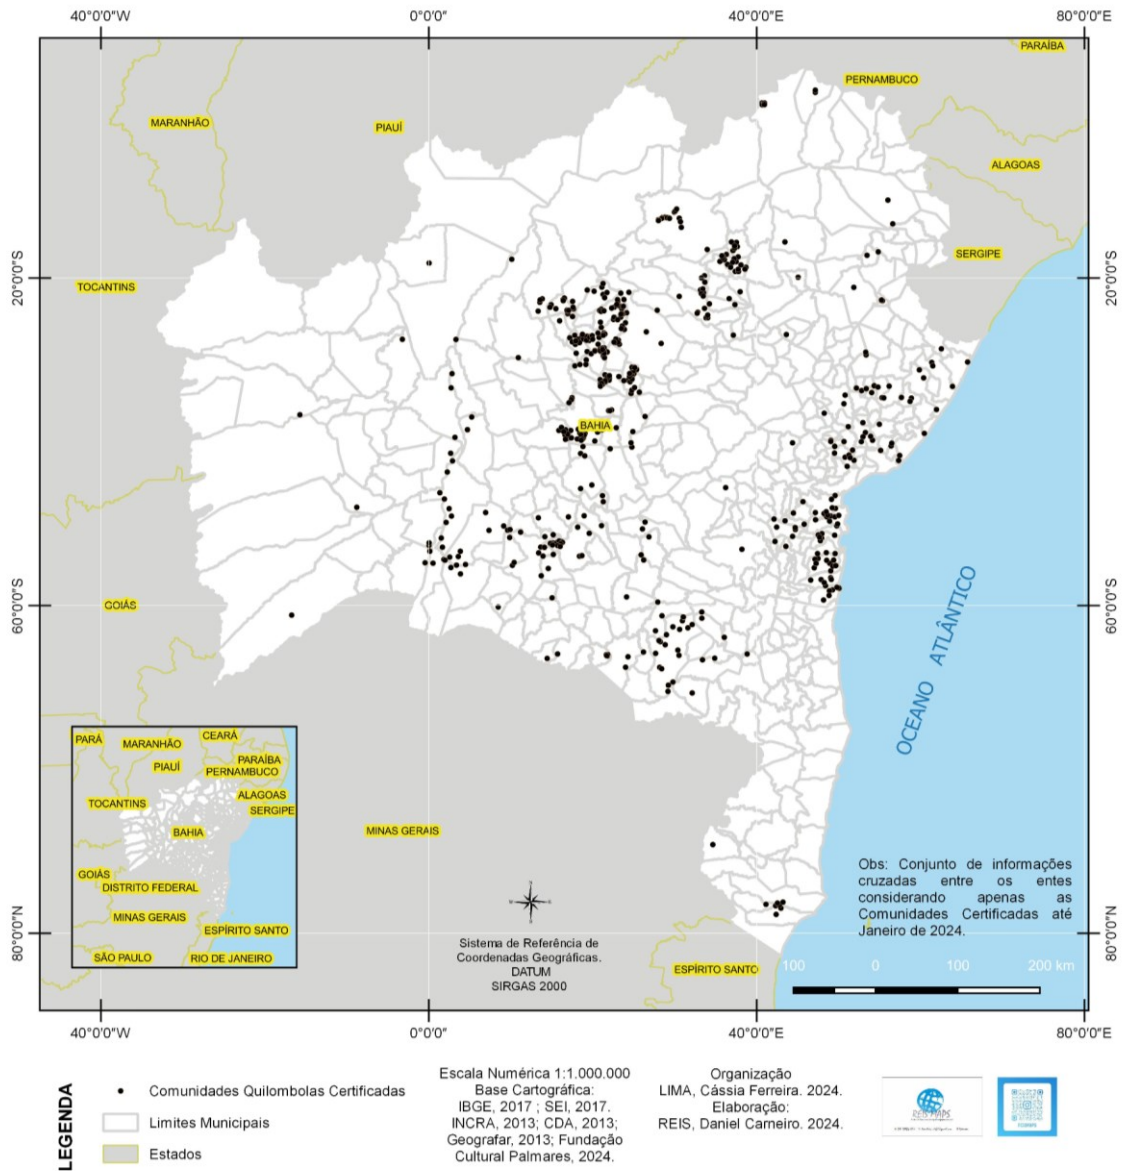 40°0'0"W 0°0'0" 40°0'0"E 80°0'0"E
PARAÍBA
PERNAMBUCO
MARANHÃO
PIAUÍ
ALAGOAS
SERGIPE
20°0'0"S
20°0'0"S
TOCANTINS
BAHIA
GOIÁS
60°0'0"S
60°0'0"S
OCEANO ATLÂNTICO
MINAS GERAIS
PARÁ
MARANHÃO
CEARÁ
PIAUÍ
PARAÍBA
PERNAMBUCO
TOCANTINS
ALAGOAS
SERGIPE
BAHIA
GOIÁS
DISTRITO FEDERAL
MINAS GERAIS
ESPÍRITO SANTO
SÃO PAULO
RIO DE JANEIRO
Obs: Conjunto de informações
cruzadas entre os entes
considerando apenas as
Comunidades Certificadas até
Janeiro de 2024.
80°0'0"N
80°0'0"N
Sistema de Referência de
Coordenadas Geográficas.
DATUM
SIRGAS 2000
ESPÍRITO SANTO
100 0 100 200 km
40°0'0"W 0°0'0" 40°0'0"E 80°0'0"E
LEGENDA
Comunidades Quilombolas Certificadas
Limites Municipais
Estados
Escala Numérica 1:1.000.000
Base Cartográfica:
IBGE, 2017 ; SEI, 2017.
INCRA, 2013; CDA, 2013;
Geografar, 2013; Fundação
Cultural Palmares, 2024.
Organização
LIMA, Cássia Ferreira. 2024.
Elaboração:
REIS, Daniel Carneiro. 2024.
REIS MAPS